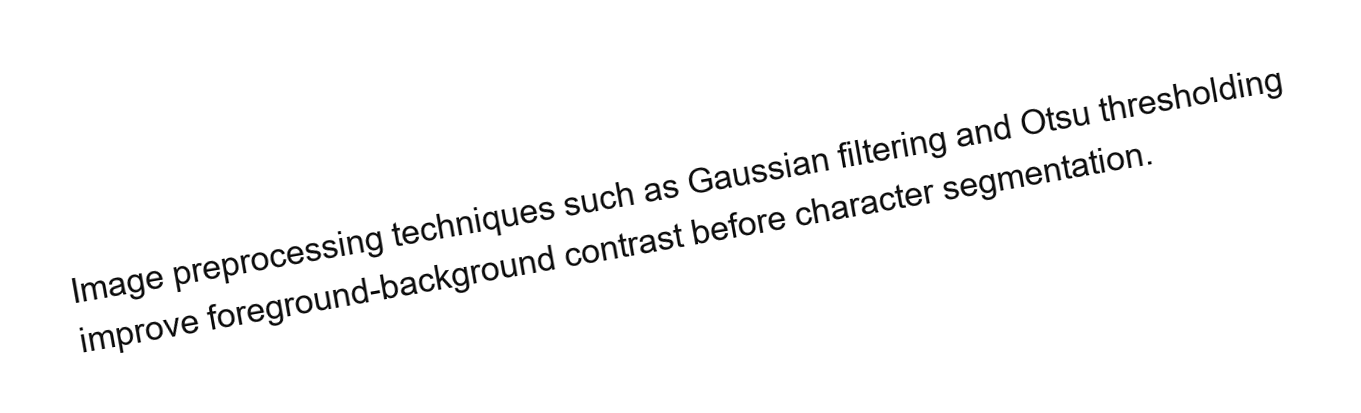 Image preprocessing techniques such as Gaussian filtering and Otsu thresholding
improve foreground-background contrast before character segmentation.